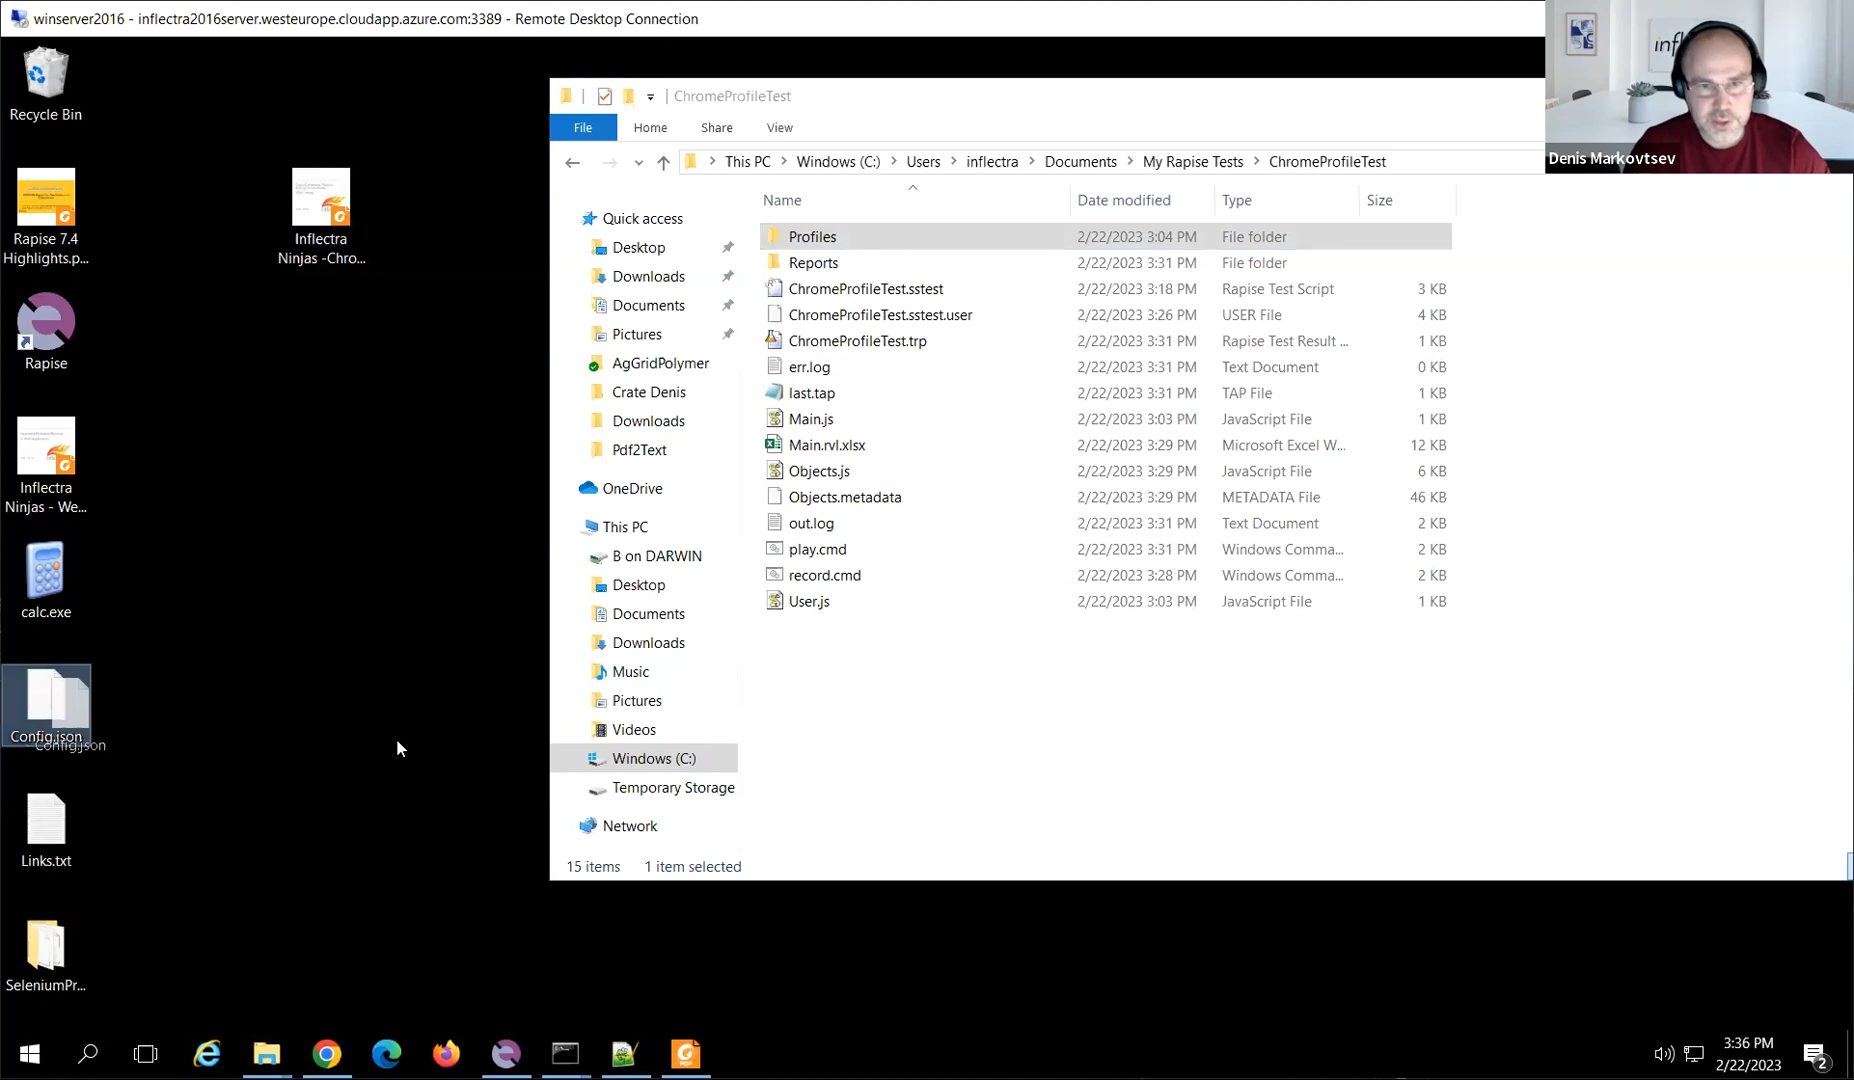 winserver2016 - inflectra2016server.westeurope.cloudapp.azure.com:3389 - Remote Desktop Connection
infl
Denis Markovtsev
Recycle Bin
Rapise 7.4
Highlights.p...
Inflectra
Ninjas -Chro...
Rapise
Inflectra
Ninjas - We...
calc.exe
Config.json
Config.json
Links.txt
SeleniumPr...
ChromeProfileTest
File
Home
Share
View
This PC
Windows (C:)
Users
inflectra
Documents
My Rapise Tests
ChromeProfileTest
Quick access
Desktop
Downloads
Documents
Pictures
AgGridPolymer
Crate Denis
Downloads
Pdf2Text
OneDrive
This PC
B on DARWIN
Desktop
Documents
Downloads
Music
Pictures
Videos
Windows (C:)
Temporary Storage
Network
Name Date modified Type Size
Profiles 2/22/2023 3:04 PM File folder
Reports 2/22/2023 3:31 PM File folder
ChromeProfileTest.sstest 2/22/2023 3:18 PM Rapise Test Script 3 KB
ChromeProfileTest.sstest.user 2/22/2023 3:26 PM USER File 4 KB
ChromeProfileTest.trp 2/22/2023 3:31 PM Rapise Test Result ... 1 KB
err.log 2/22/2023 3:31 PM Text Document 0 KB
last.tap 2/22/2023 3:31 PM TAP File 1 KB
Main.js 2/22/2023 3:03 PM JavaScript File 1 KB
Main.rvl.xlsx 2/22/2023 3:29 PM Microsoft Excel W... 12 KB
Objects.js 2/22/2023 3:29 PM JavaScript File 6 KB
Objects.metadata 2/22/2023 3:29 PM METADATA File 46 KB
out.log 2/22/2023 3:31 PM Text Document 2 KB
play.cmd 2/22/2023 3:31 PM Windows Comma... 2 KB
record.cmd 2/22/2023 3:28 PM Windows Comma... 2 KB
User.js 2/22/2023 3:03 PM JavaScript File 1 KB
15 items 1 item selected
3:36 PM
2/22/2023
2